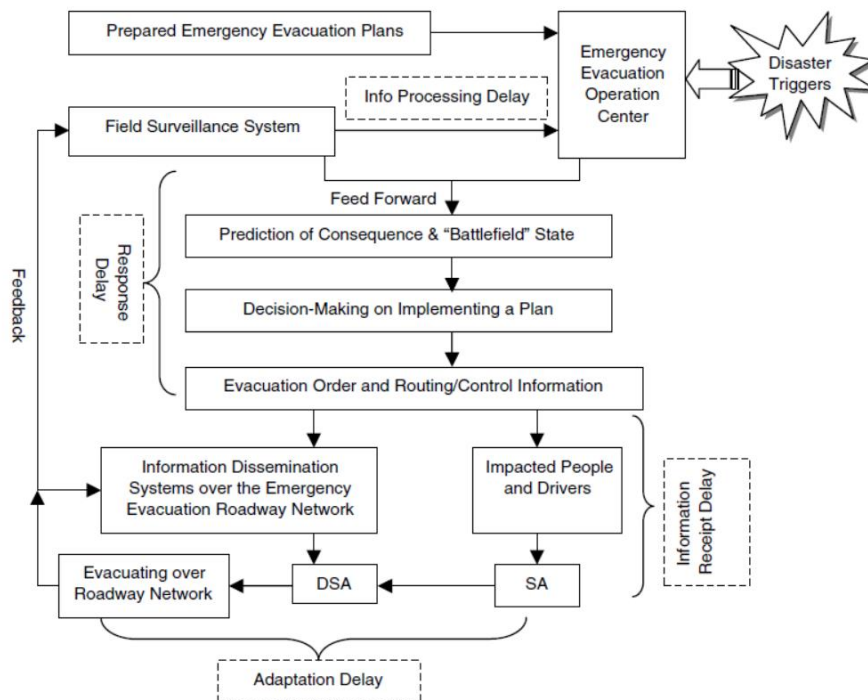 Prepared Emergency Evacuation Plans
Emergency
Evacuation
Operation
Center
Disaster
Triggers
Info Processing Delay
Field Surveillance System
Feed Forward
Prediction of Consequence & “Battlefield” State
Response
Delay
Feedback
Decision-Making on Implementing a Plan
Evacuation Order and Routing/Control Information
Information Dissemination
Systems over the Emergency
Evacuation Roadway Network
Impacted People
and Drivers
Information
Receipt Delay
Evacuating over
Roadway Network
DSA
SA
Adaptation Delay